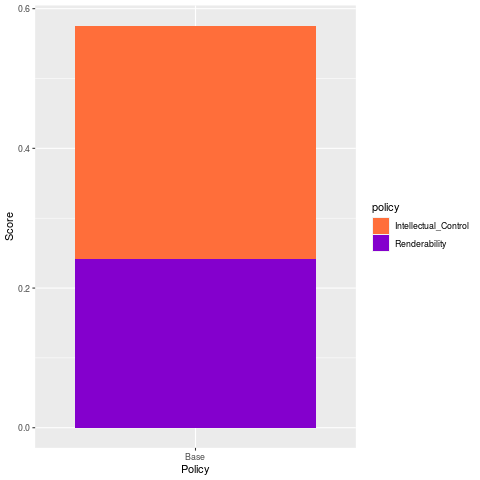 0.6
0.4
0.2
0.0
Score
Base
Policy
policy
Intellectual_Control
Renderability